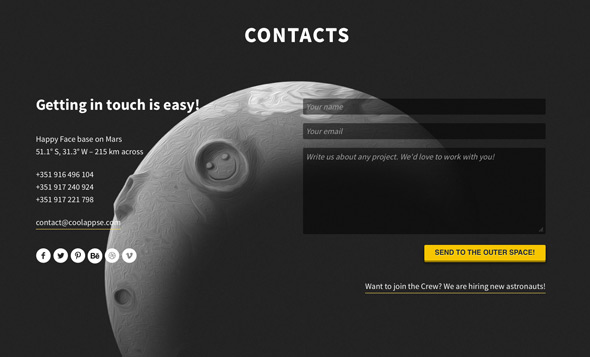 CONTACTS
Getting in touch is easy!
Happy Face base on Mars
51.1° S, 31.3° W – 215 km across
+351 916 496 104
+351 917 240 924
+351 917 221 798
contact@coolappse.com
Your name
Your email
Write us about any project. We'd love to work with you!
SEND TO THE OUTER SPACE!
Want to join the Crew? We are hiring new astronauts!